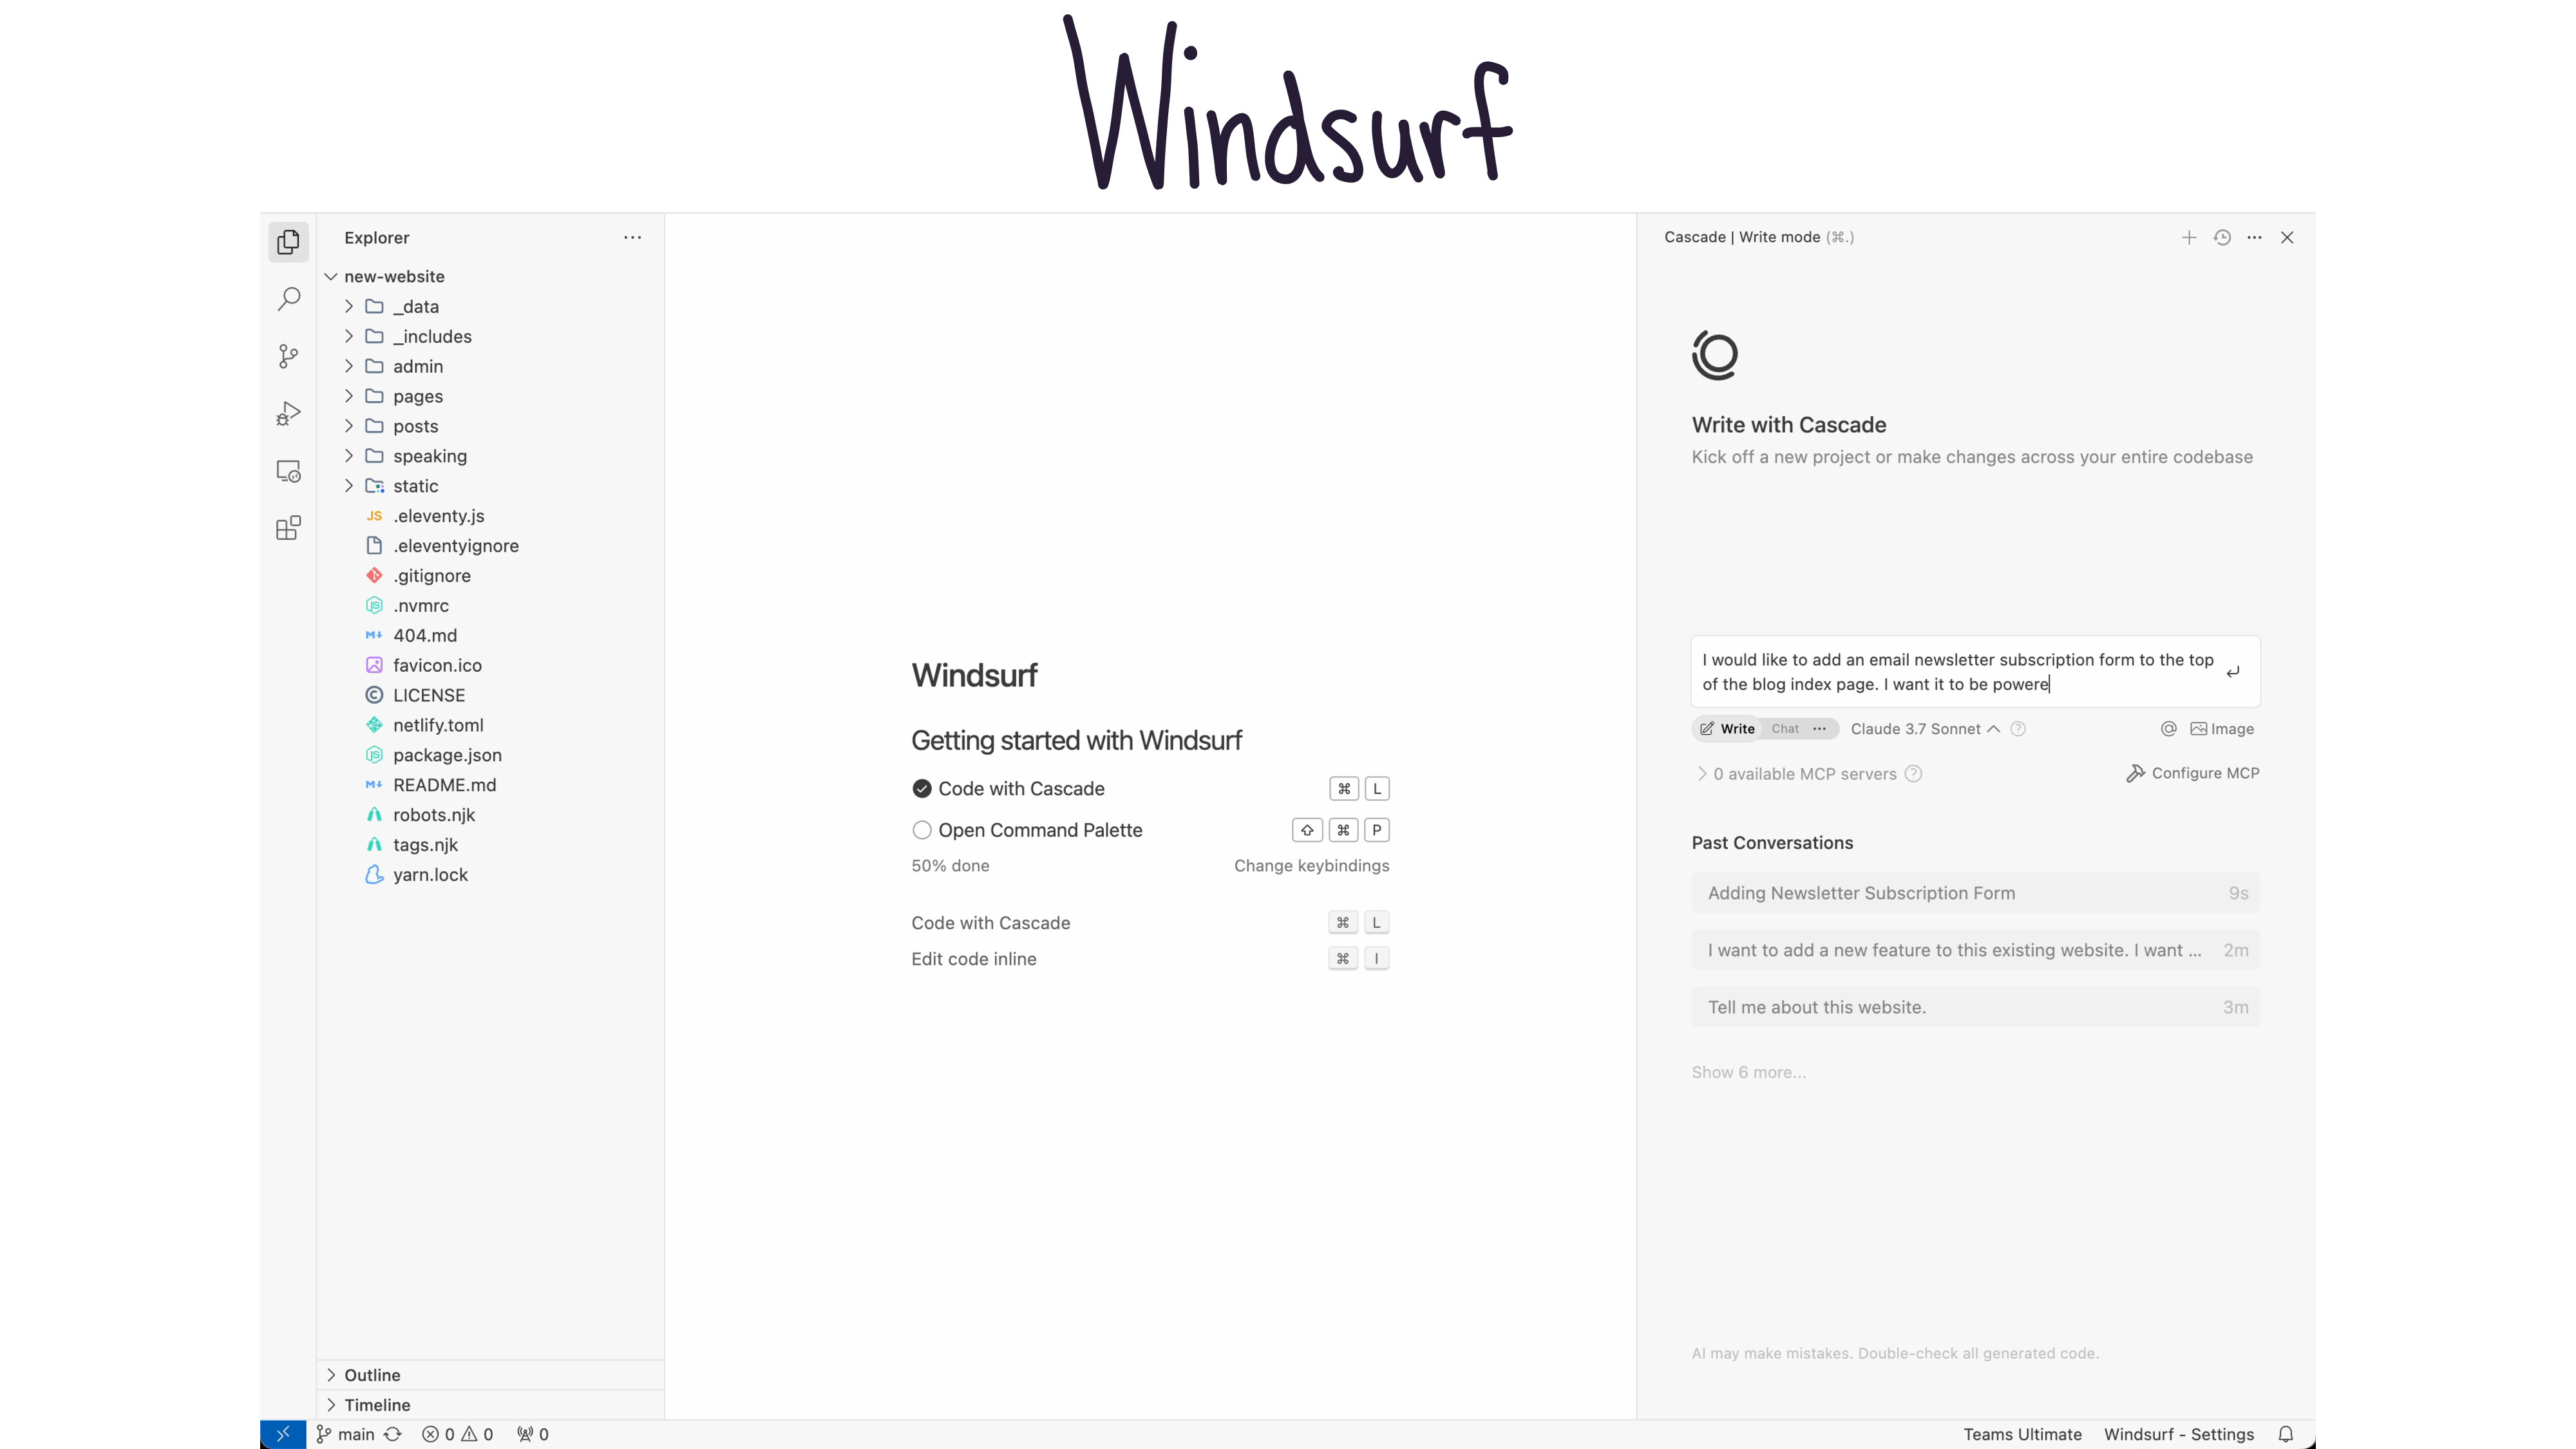 Windsurf
Explorer
new-website
_data
_includes
admin
pages
posts
speaking
static
JS .eleventy.js
.eleventyignore
.gitignore
.nvmrc
M↓ 404.md
favicon.ico
LICENSE
netlify.toml
package.json
M↓ README.md
robots.njk
tags.njk
yarn.lock
Outline
Timeline
Windsurf
Getting started with Windsurf
Code with Cascade ⌘ L
Open Command Palette ⇧ ⌘ P
50% done Change keybindings
Code with Cascade ⌘ L
Edit code inline ⌘ I
Cascade | Write mode (⌘.)
Write with Cascade
Kick off a new project or make changes across your entire codebase
I would like to add an email newsletter subscription form to the top
of the blog index page. I want it to be powere
Write Chat ··· Claude 3.7 Sonnet @ Image
0 available MCP servers Configure MCP
Past Conversations
Adding Newsletter Subscription Form 9s
I want to add a new feature to this existing website. I want ... 2m
Tell me about this website. 3m
Show 6 more...
AI may make mistakes. Double-check all generated code.
main 0 0 0 Teams Ultimate Windsurf - Settings